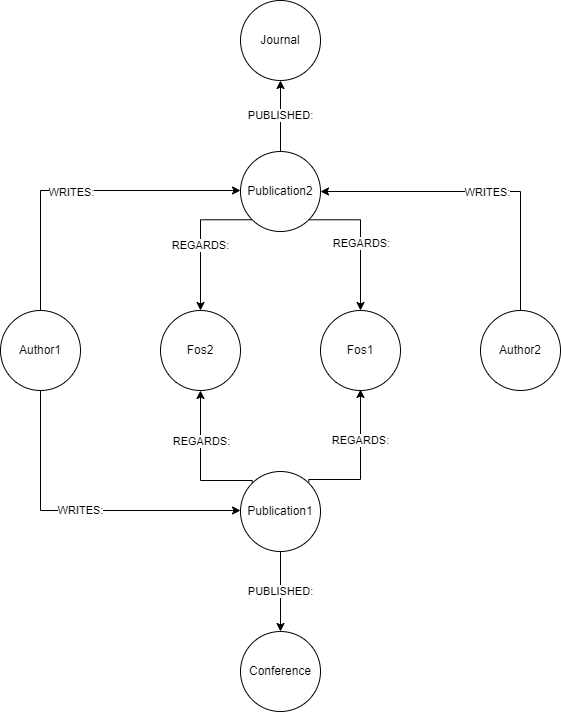 Journal
PUBLISHED:
WRITES:
Publication2
WRITES:
REGARDS:
REGARDS:
Author1
Fos2
Fos1
Author2
REGARDS:
REGARDS:
WRITES:
Publication1
PUBLISHED:
Conference